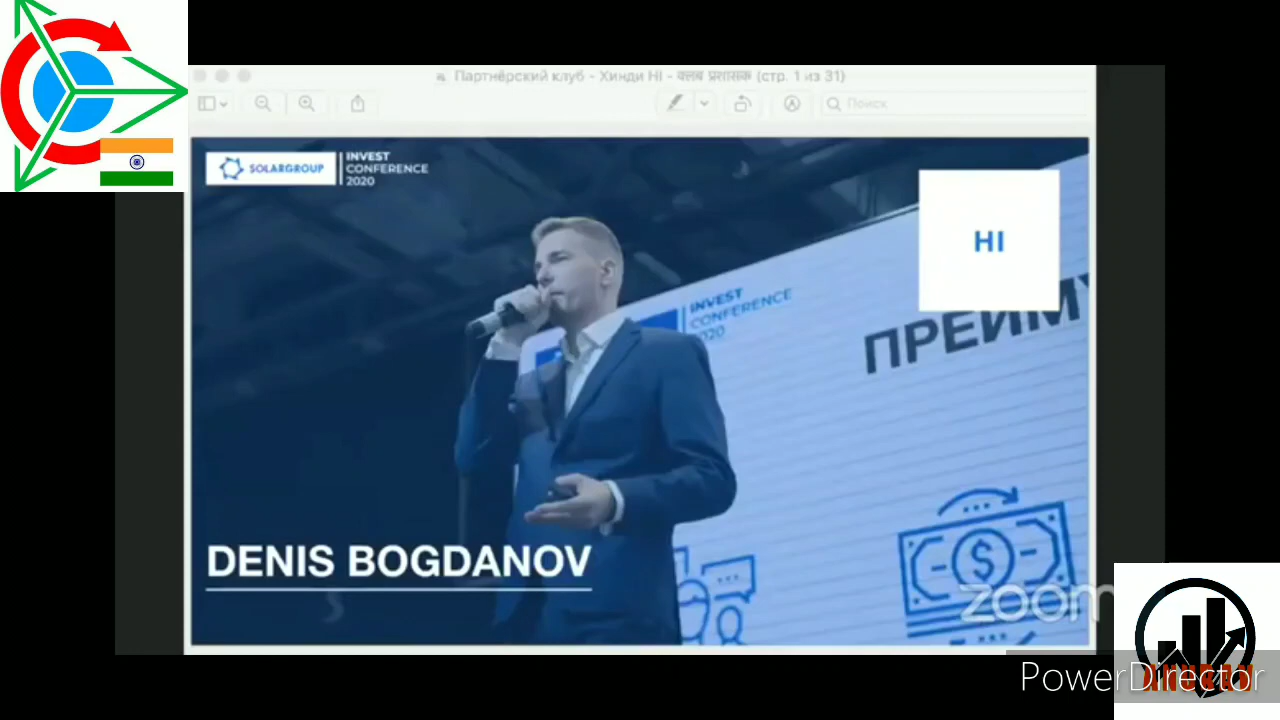 Партнёрский клуб - Хинди HI - क्लब प्रशासक (стр. 1 из 31)
Поиск
SOLARGROUP
INVEST
CONFERENCE
2020
HI
INVEST
CONFERENCE
2020
ПРЕИМУ
DENIS BOGDANOV
zoom
PowerDirector